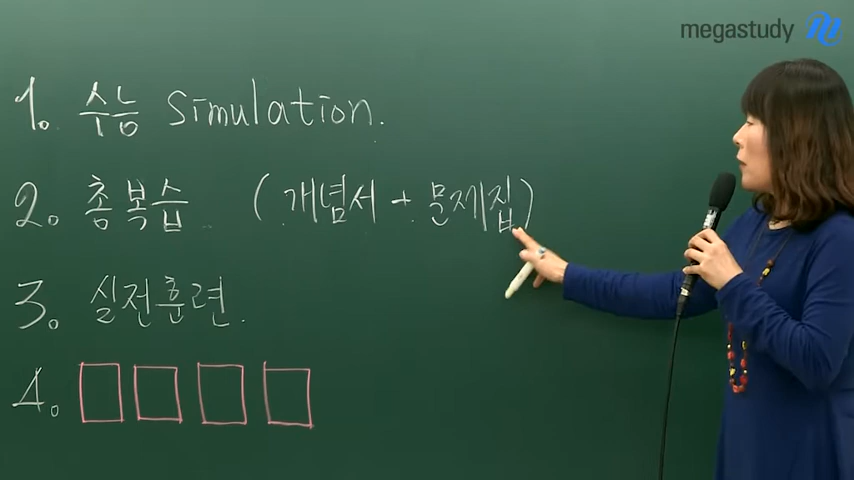 megastudy
1. 수능 Simulation.
2. 총복습 (개념서 + 문제집)
3. 실전훈련.
4.